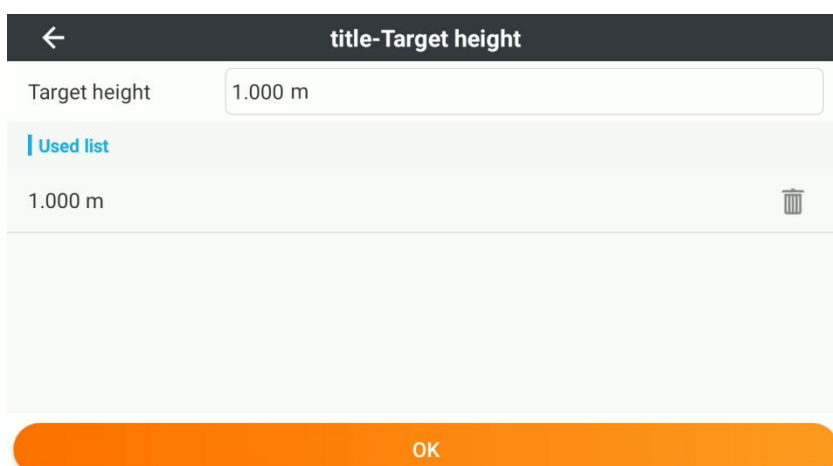 title-Target height
Target height 1.000 m
Used list
1.000 m
OK